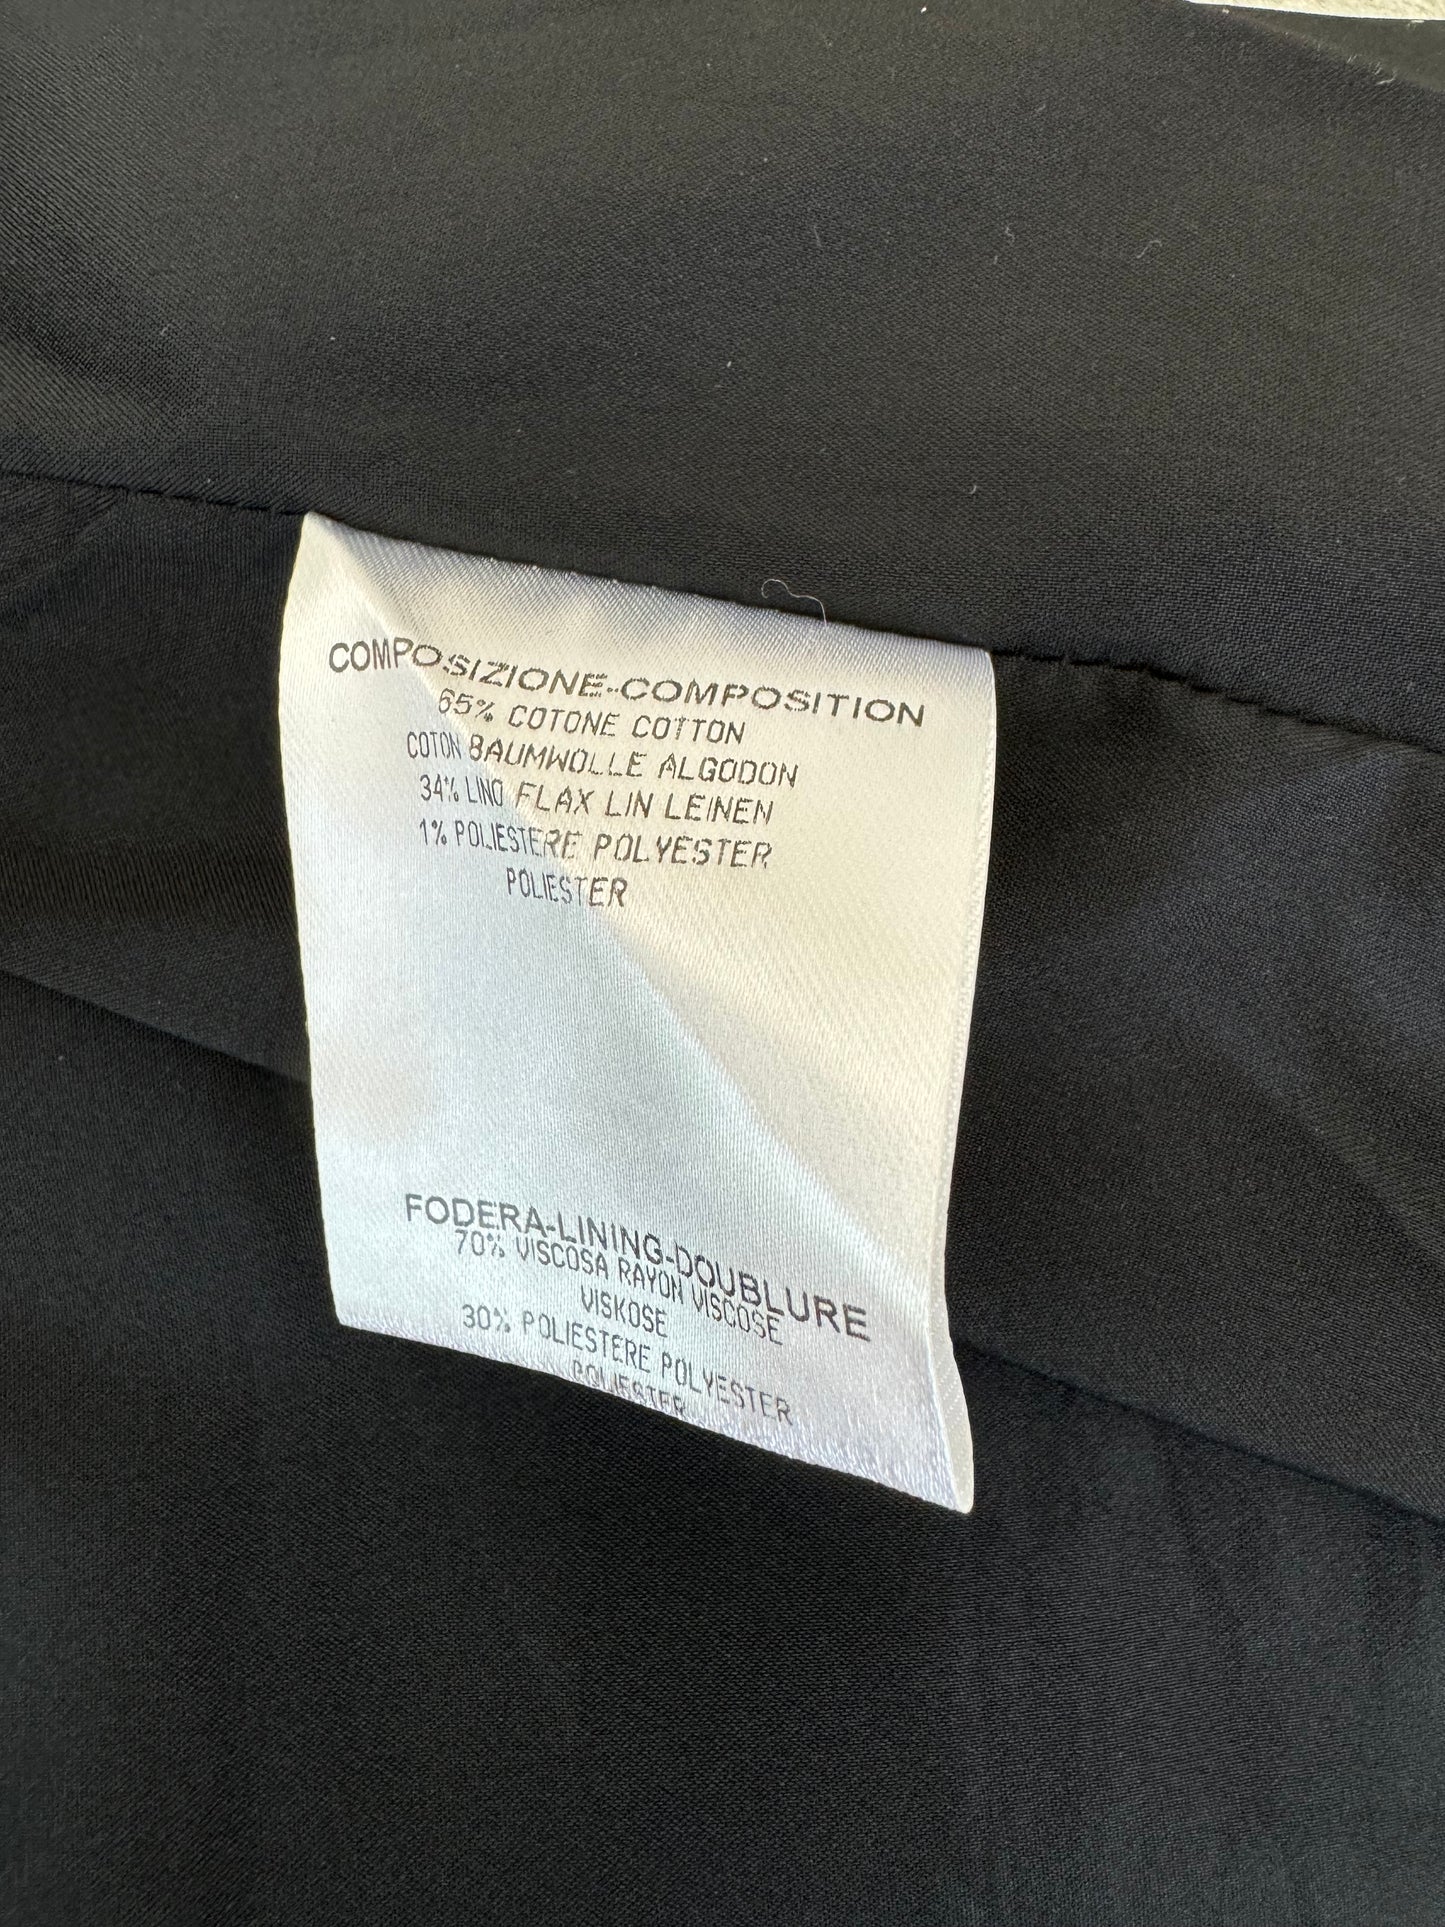 COMPOSIZIONE-COMPOSITION
65% COTONE COTTON
COTON BAUMWOLLE ALGODON
34% LINO FLAX LIN LEINEN
1% POLIESTERE POLYESTER
POLIESTER
FODERA-LINING-DOUBLURE
70% VISCOSA RAYON VISCOSE
VISKOSE
30% POLIESTERE POLYESTER
POLIESTER